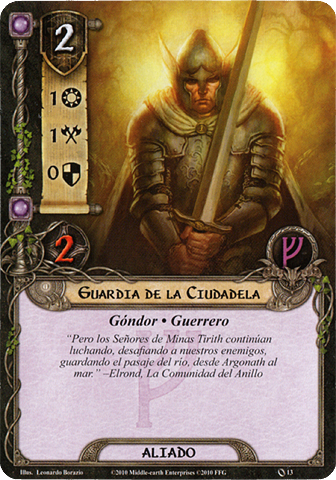 2
1
1
0
2
Guardia de la Ciudadela
Góndor • Guerrero
“Pero los Señores de Minas Tirith continúan
luchando, desafiando a nuestros enemigos,
guardando el pasaje del río, desde Argonath al
mar.” –Elrond, La Comunidad del Anillo
ALIADO
Illus. Leonardo Borazio
©2010 Middle-earth Enterprises ©2010 FFG
13